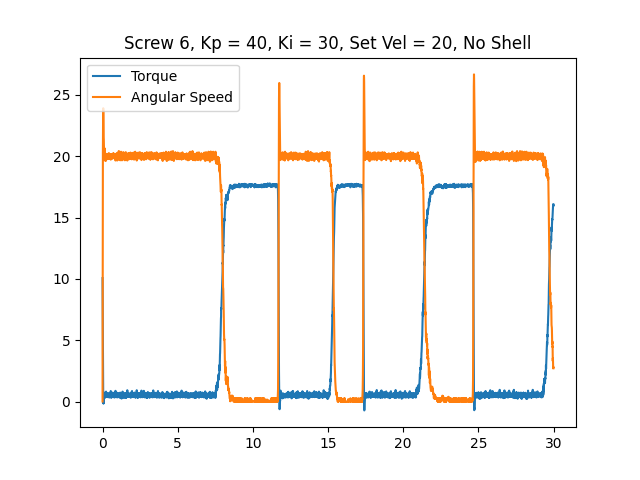 Screw 6, Kp = 40, Ki = 30, Set Vel = 20, No Shell
Torque
Angular Speed
25
20
15
10
5
0
0 5 10 15 20 25 30